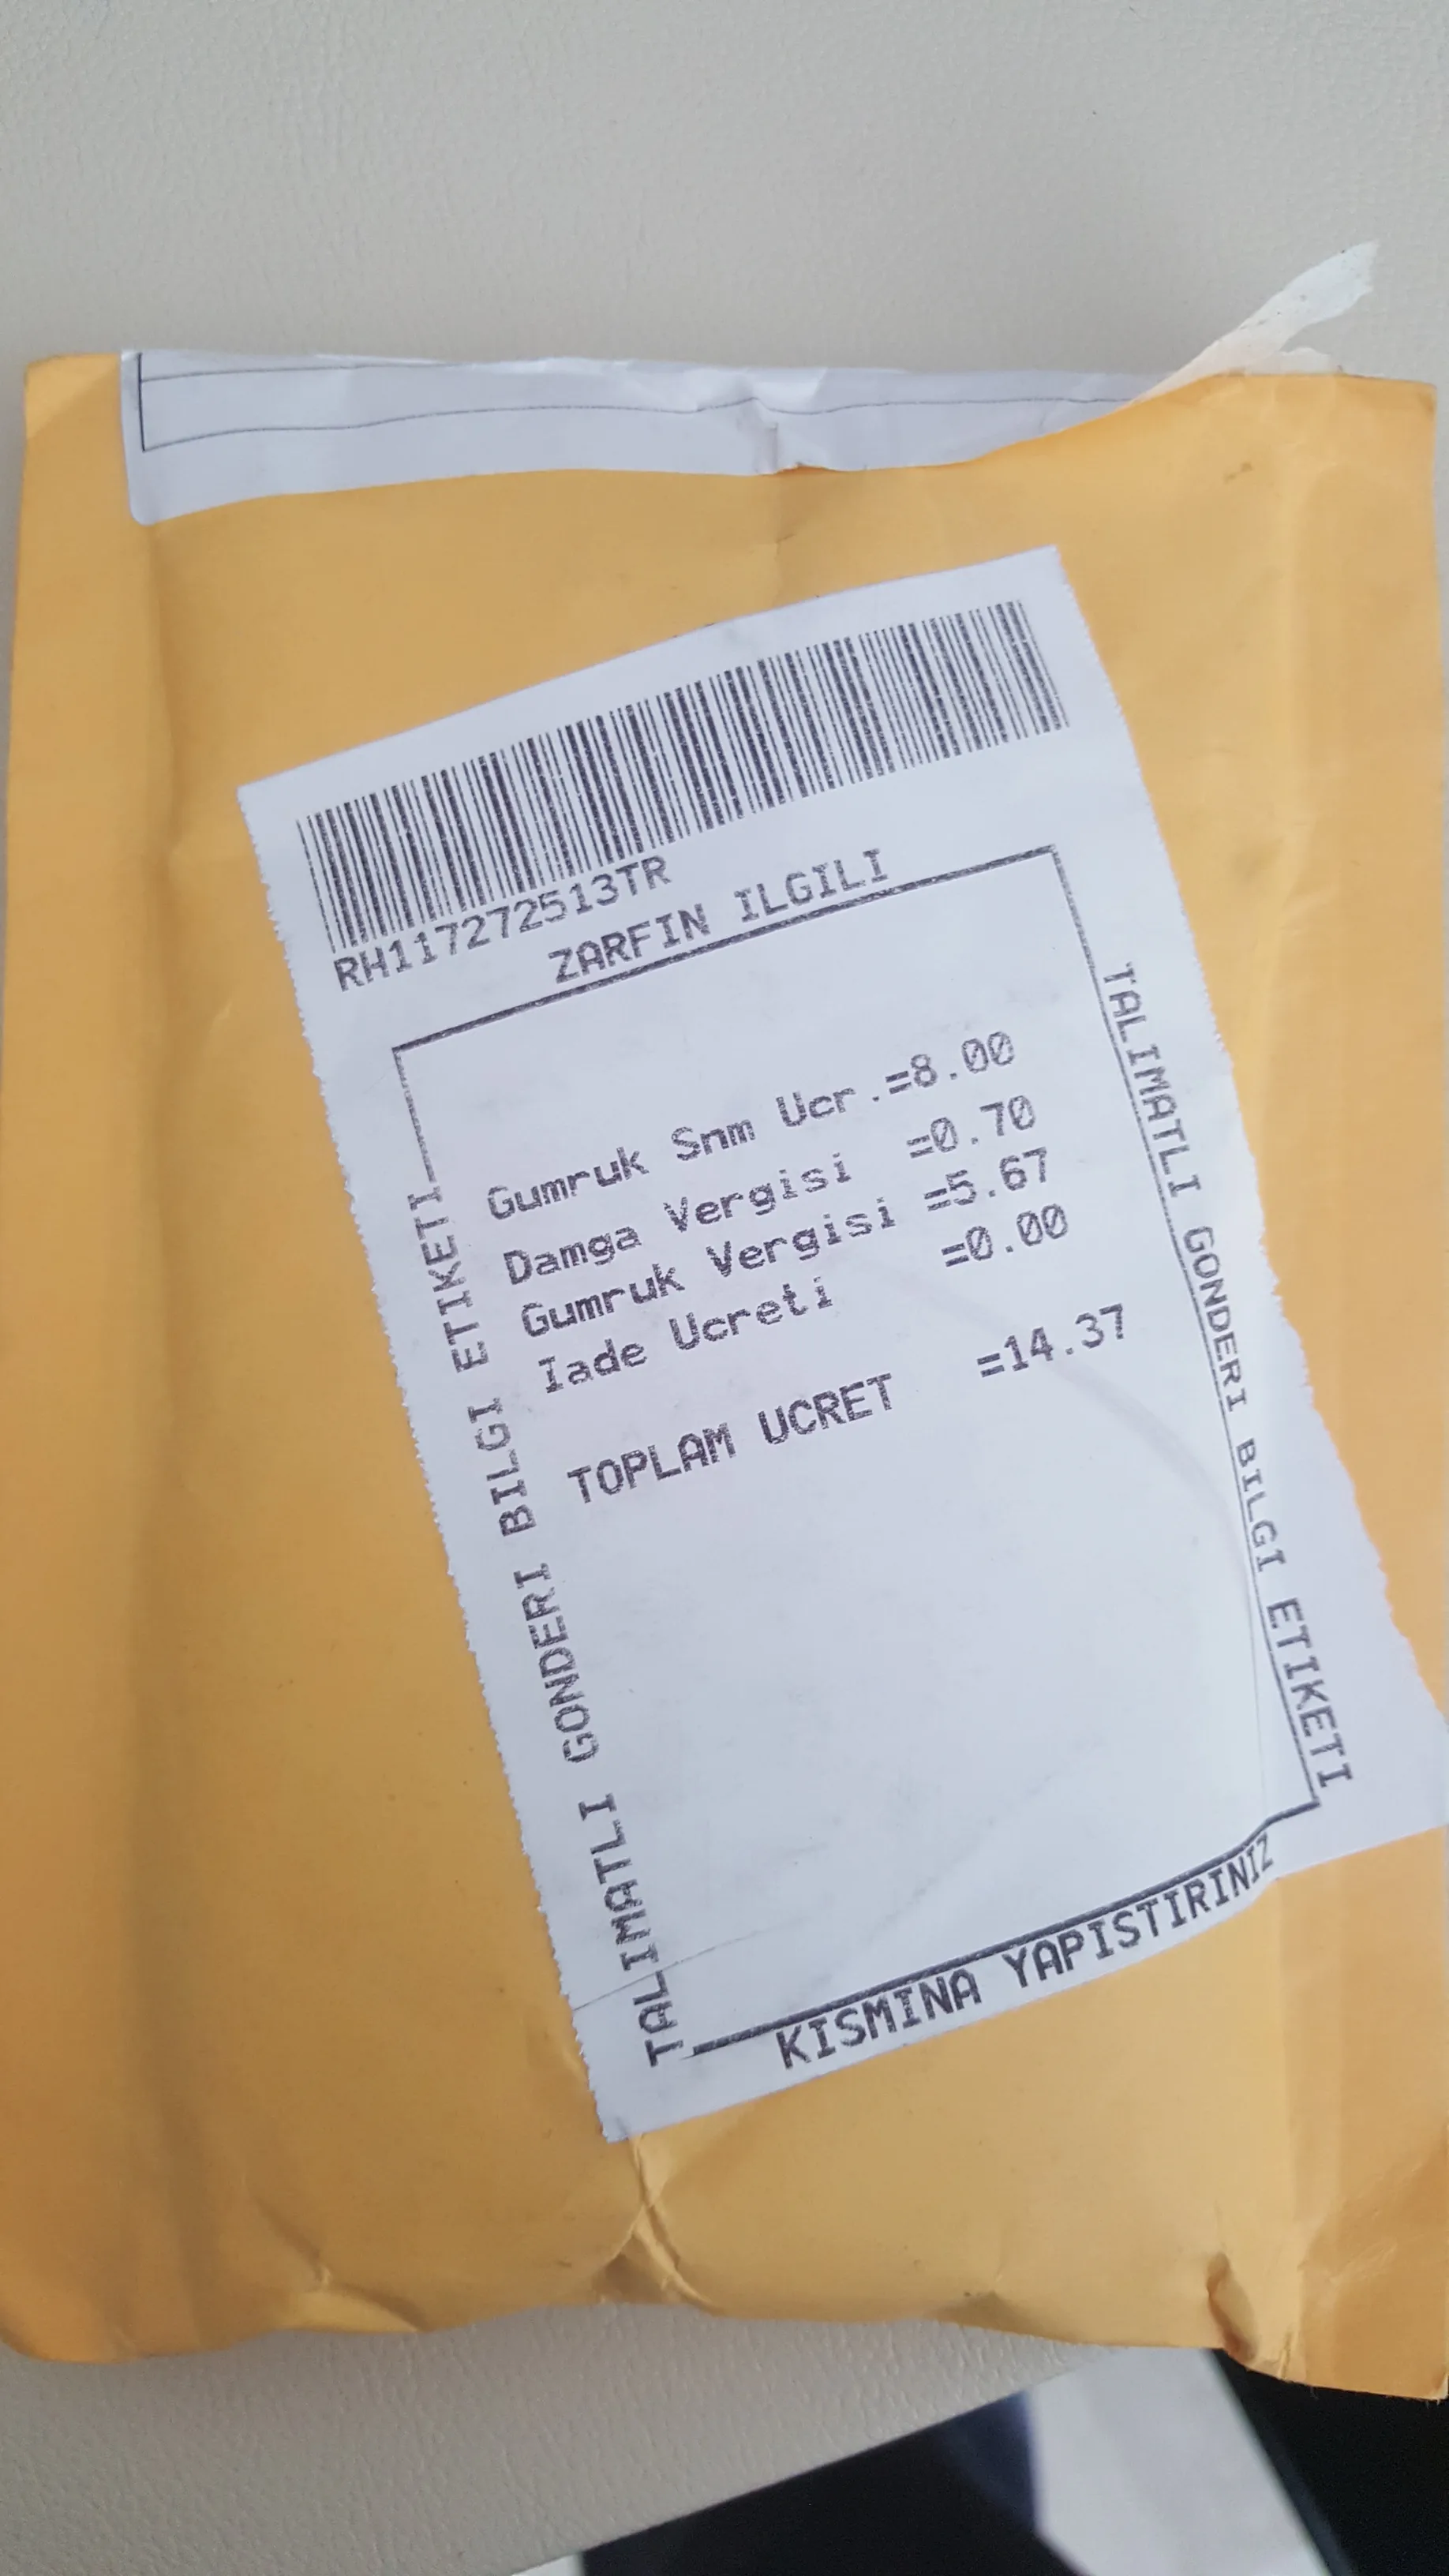 RH117272513TR
ZARFIN ILGILI
TALIMATLI GONDERI BILGI ETIKETI
Gumruk Snm Ucr.=8.00
Damga Vergisi =0.70
Gumruk Vergisi =5.67
Iade Ucreti =0.00
TOPLAM UCRET =14.37
TALIMATLI GONDERI BILGI ETIKETI
KISMINA YAPISTIRINIZ